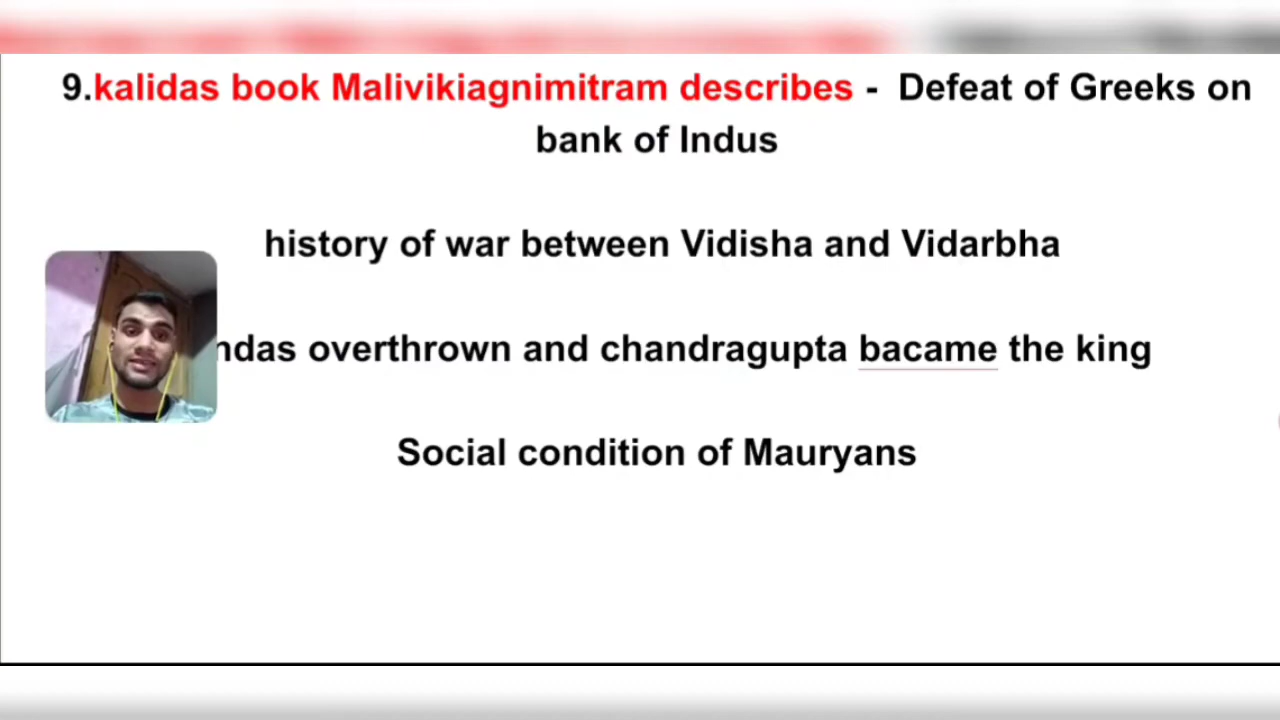 9.kalidas book Malivikiagnimitram describes - Defeat of Greeks on
bank of Indus
history of war between Vidisha and Vidarbha
overthrown and chandragupta bacame the king
Social condition of Mauryans